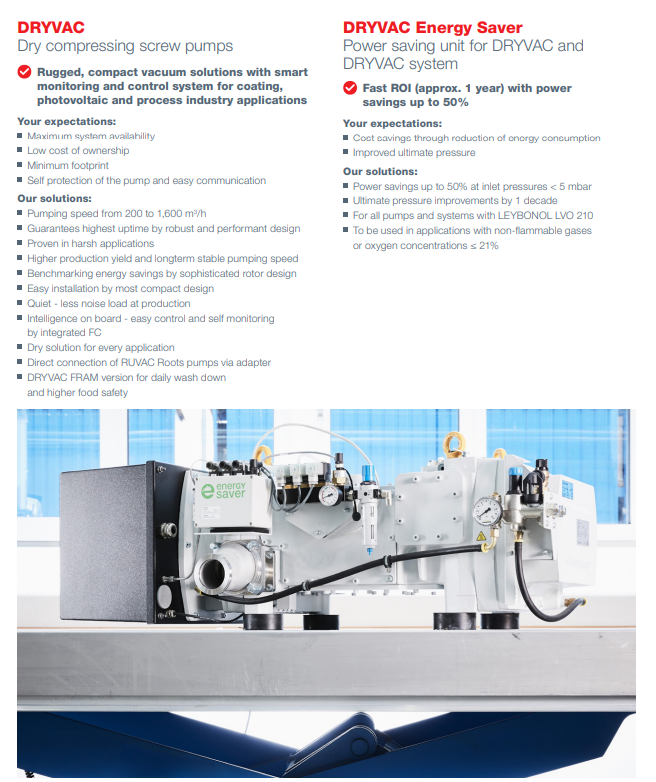 DRYVAC
Dry compressing screw pumps
Rugged, compact vacuum solutions with smart
monitoring and control system for coating,
photovoltaic and process industry applications
Your expectations:
Maximum system availability
Low cost of ownership
Minimum footprint
Self protection of the pump and easy communication
Our solutions:
Pumping speed from 200 to 1,600 m³/h
Guarantees highest uptime by robust and performant design
Proven in harsh applications
Higher production yield and longterm stable pumping speed
Benchmarking energy savings by sophisticated rotor design
Easy installation by most compact design
Quiet - less noise load at production
Intelligence on board - easy control and self monitoring
by integrated FC
Dry solution for every application
Direct connection of RUVAC Roots pumps via adapter
DRYVAC FRAM version for daily wash down
and higher food safety
DRYVAC Energy Saver
Power saving unit for DRYVAC and
DRYVAC system
Fast ROI (approx. 1 year) with power
savings up to 50%
Your expectations:
Cost savings through reduction of energy consumption
Improved ultimate pressure
Our solutions:
Power savings up to 50% at inlet pressures < 5 mbar
Ultimate pressure improvements by 1 decade
For all pumps and systems with LEYBONOL LVO 210
To be used in applications with non-flammable gases
or oxygen concentrations ≤ 21%
energy
saver